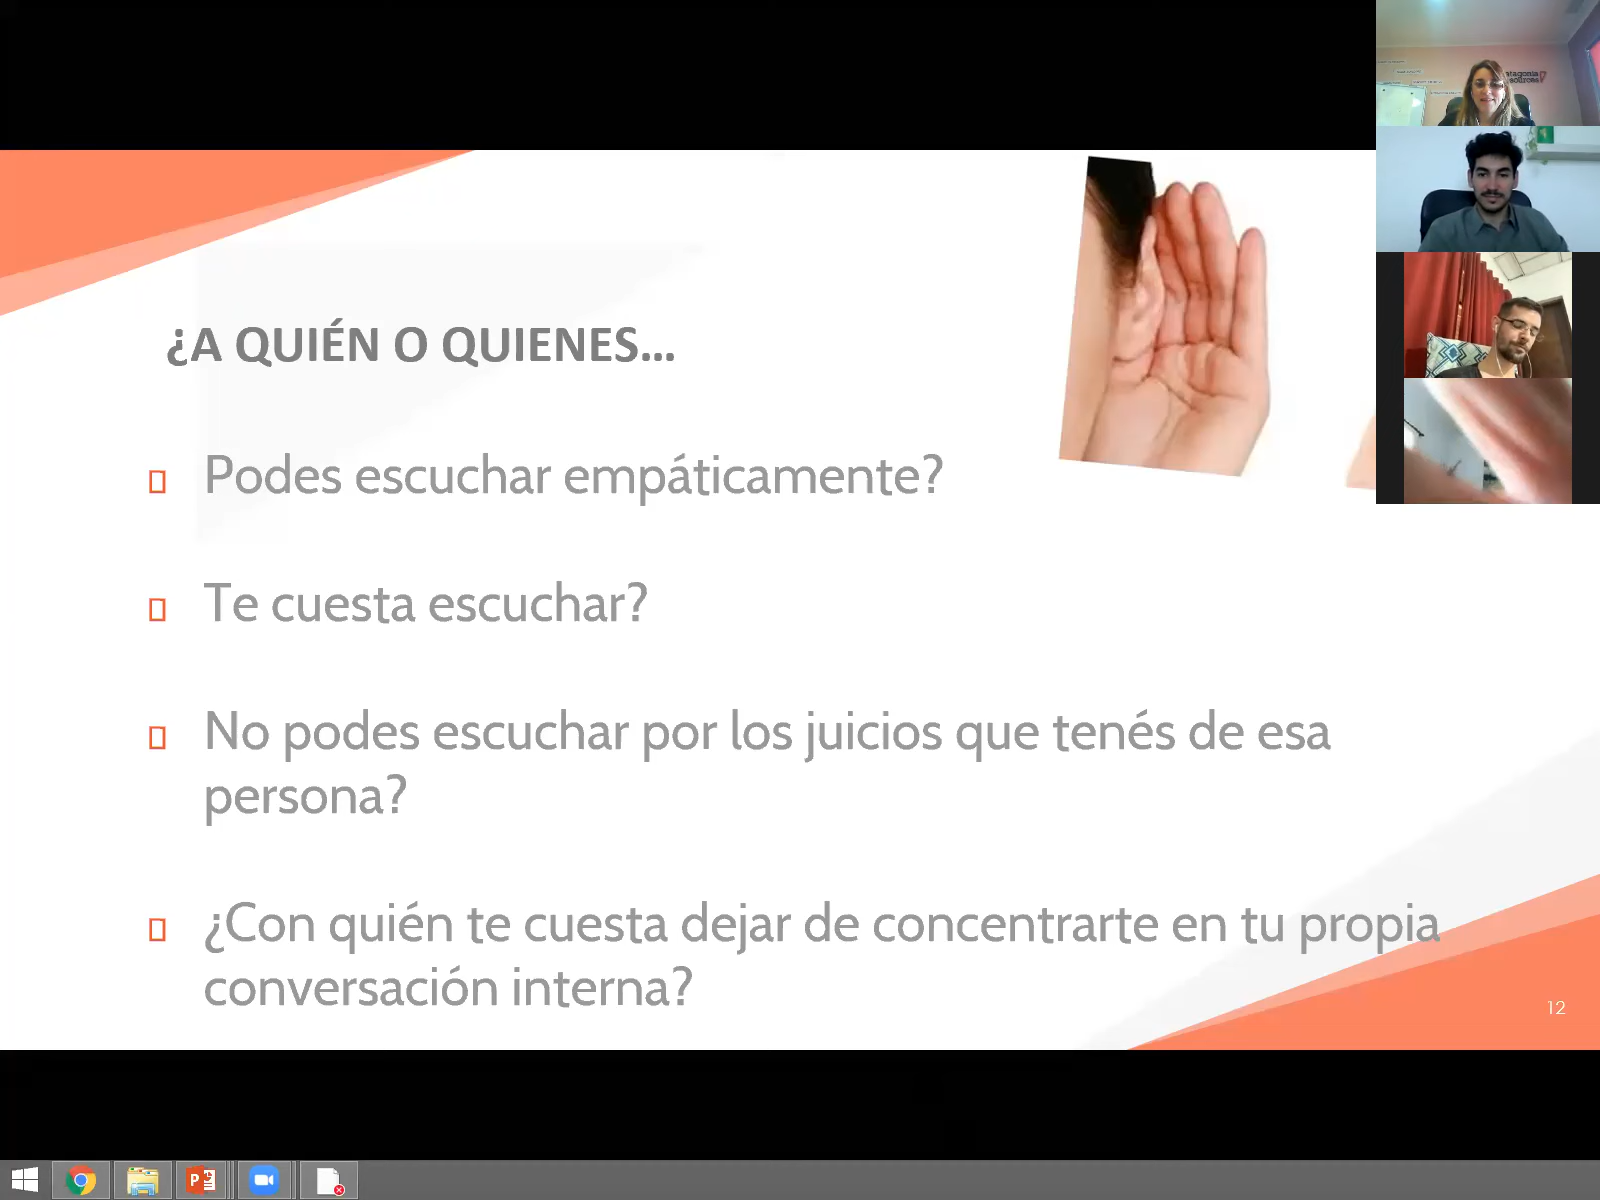 ¿A QUIÉN O QUIENES...
Podes escuchar empáticamente?
Te cuesta escuchar?
No podes escuchar por los juicios que tenés de esa
persona?
¿Con quién te cuesta dejar de concentrarte en tu propia
conversación interna?
12